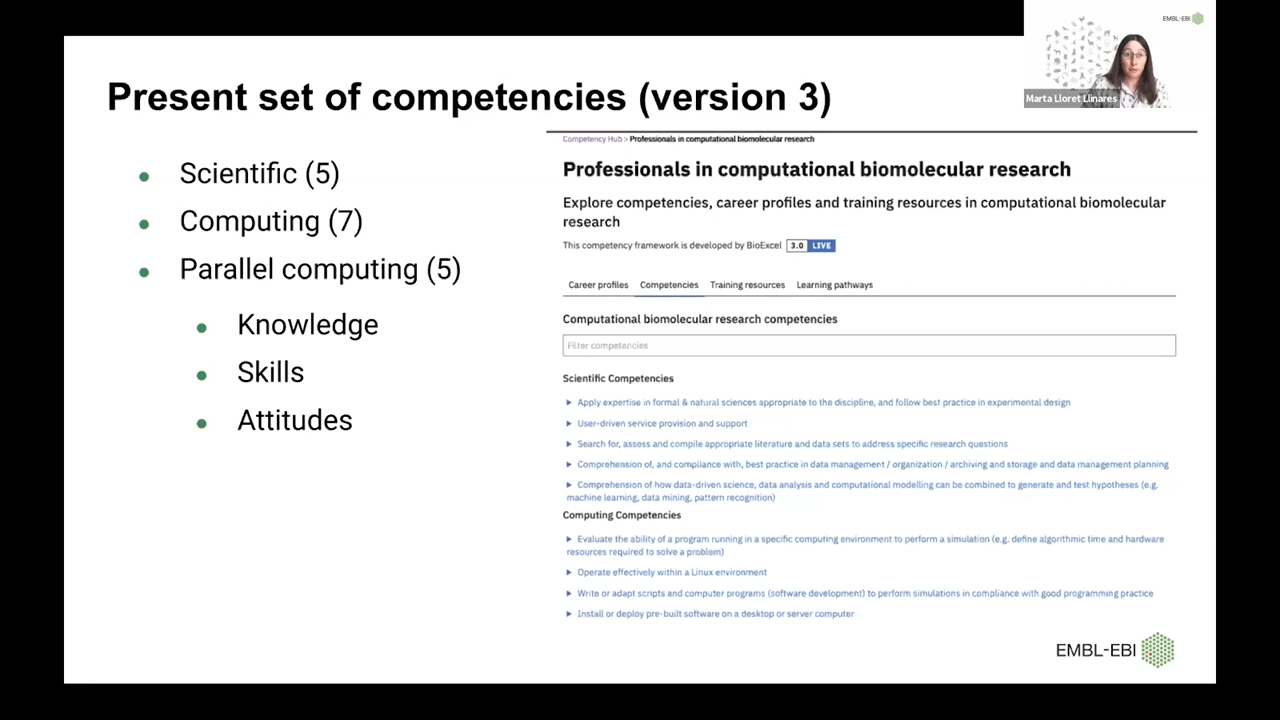 EMBL-EBI
Marta Lloret Llinares
Present set of competencies (version 3)
Scientific (5)
Computing (7)
Parallel computing (5)
Knowledge
Skills
Attitudes
Competency Hub > Professionals in computational biomolecular research
Professionals in computational biomolecular research
Explore competencies, career profiles and training resources in computational biomolecular
research
This competency framework is developed by BioExcel 3.0 LIVE
Career profiles Competencies Training resources Learning pathways
Computational biomolecular research competencies
Filter competencies
Scientific Competencies
Apply expertise in formal & natural sciences appropriate to the discipline, and follow best practice in experimental design
User-driven service provision and support
Search for, assess and compile appropriate literature and data sets to address specific research questions
Comprehension of, and compliance with, best practice in data management / organization / archiving and storage and data management planning
Comprehension of how data-driven science, data analysis and computational modelling can be combined to generate and test hypotheses (e.g.
machine learning, data mining, pattern recognition)
Computing Competencies
Evaluate the ability of a program running in a specific computing environment to perform a simulation (e.g. define algorithmic time and hardware
resources required to solve a problem)
Operate effectively within a Linux environment
Write or adapt scripts and computer programs (software development) to perform simulations in compliance with good programming practice
Install or deploy pre-built software on a desktop or server computer
EMBL-EBI